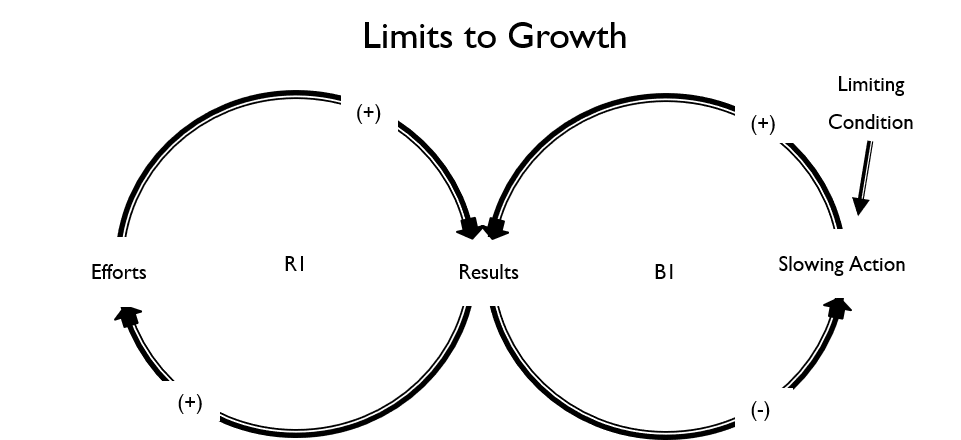 Limits to Growth
Limiting
Condition
(+)
(+)
Efforts
R1
Results
B1
Slowing Action
(+)
(-)